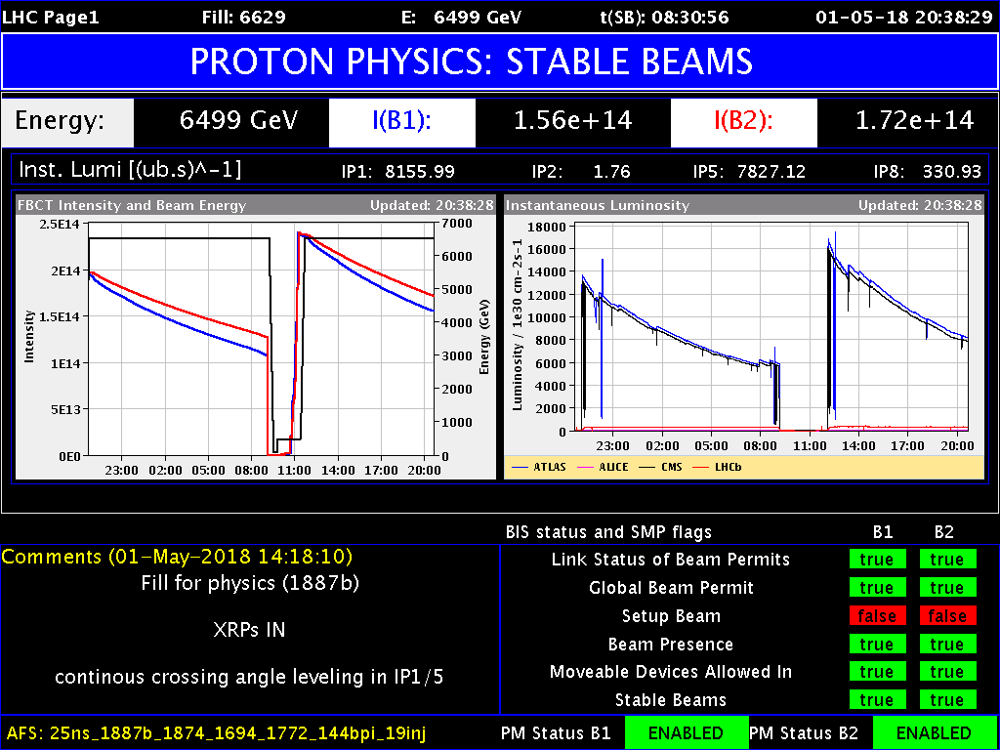 LHC Page1 Fill: 6629 E: 6499 GeV t(SB): 08:30:56 01-05-18 20:38:29
PROTON PHYSICS: STABLE BEAMS
Energy: 6499 GeV I(B1): 1.56e+14 I(B2): 1.72e+14
Inst. Lumi [(ub.s)^-1] IP1: 8155.99 IP2: 1.76 IP5: 7827.12 IP8: 330.93
FBCT Intensity and Beam Energy Updated: 20:38:28
2.5E14
2E14
1.5E14
1E14
5E13
0E0
Intensity
7000
6000
5000
4000
3000
2000
1000
0
Energy (GeV)
23:00 02:00 05:00 08:00 11:00 14:00 17:00 20:00
Instantaneous Luminosity Updated: 20:38:28
18000
16000
14000
12000
10000
8000
6000
4000
2000
0
Luminosity / 1e30 cm-2s-1
23:00 02:00 05:00 08:00 11:00 14:00 17:00 20:00
ATLAS ALICE CMS LHCb
Comments (01-May-2018 14:18:10)
Fill for physics (1887b)
XRPs IN
continous crossing angle leveling in IP1/5
BIS status and SMP flags B1 B2
Link Status of Beam Permits true true
Global Beam Permit true true
Setup Beam false false
Beam Presence true true
Moveable Devices Allowed In true true
Stable Beams true true
AFS: 25ns_1887b_1874_1694_1772_144bpi_19inj PM Status B1 ENABLED PM Status B2 ENABLED